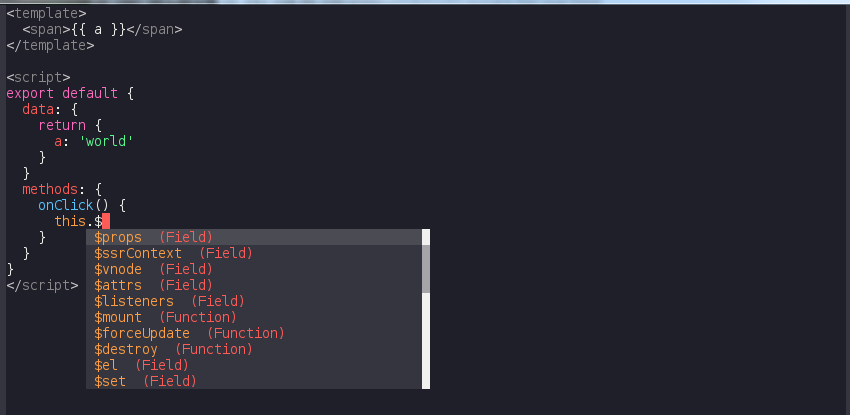 <template>
  <span>{{ a }}</span>
</template>
<script>
export default {
  data: {
    return {
      a: 'world'
    }
  }
  methods: {
    onClick() {
      this.$
    }
  }
}
</script>
$props (Field)
$ssrContext (Field)
$vnode (Field)
$attrs (Field)
$listeners (Field)
$mount (Function)
$forceUpdate (Function)
$destroy (Function)
$el (Field)
$set (Field)